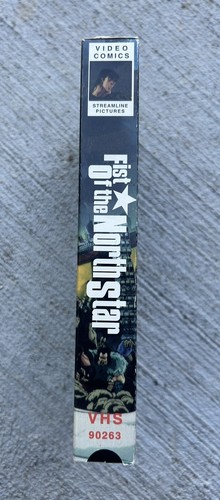 VIDEO
COMICS
STREAMLINE
PICTURES
Fist
Of the North Star
VHS
90263